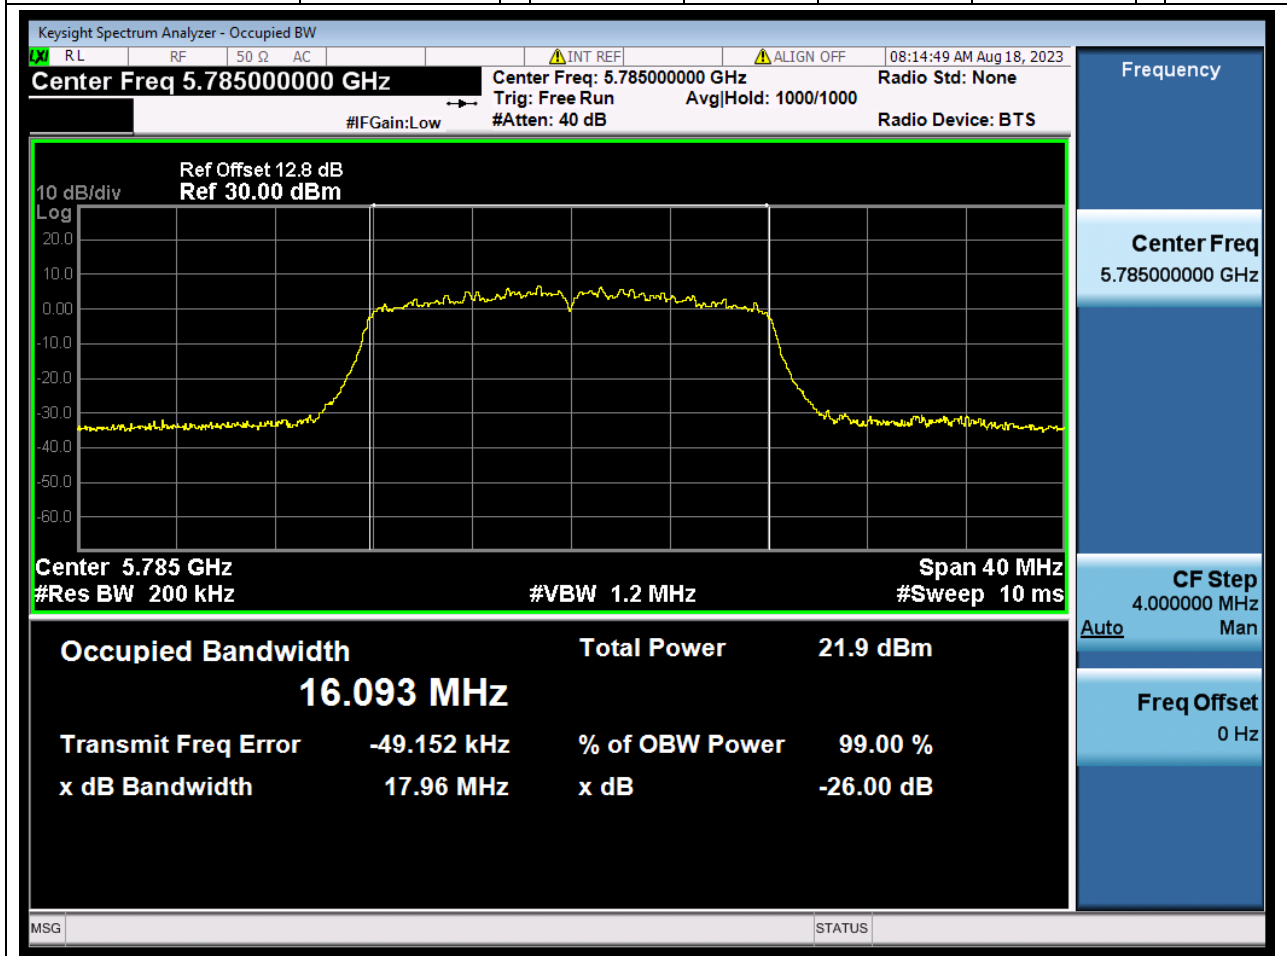 Keysight Spectrum Analyzer - Occupied BW
LXI RL RF 50 Ω AC INT REF ALIGN OFF 08:14:49 AM Aug 18, 2023
Center Freq 5.785000000 GHz
Center Freq: 5.785000000 GHz
Radio Std: None
Trig: Free Run Avg|Hold: 1000/1000
#IFGain:Low
#Atten: 40 dB
Radio Device: BTS
Ref Offset 12.8 dB
10 dB/div Ref 30.00 dBm
Log
20.0
10.0
0.00
-10.0
-20.0
-30.0
-40.0
-50.0
-60.0
Center 5.785 GHz Span 40 MHz
#Res BW 200 kHz #VBW 1.2 MHz #Sweep 10 ms
Occupied Bandwidth Total Power 21.9 dBm
16.093 MHz
Transmit Freq Error -49.152 kHz % of OBW Power 99.00 %
x dB Bandwidth 17.96 MHz x dB -26.00 dB
MSG STATUS
Frequency
Center Freq
5.785000000 GHz
CF Step
4.000000 MHz
Auto Man
Freq Offset
0 Hz